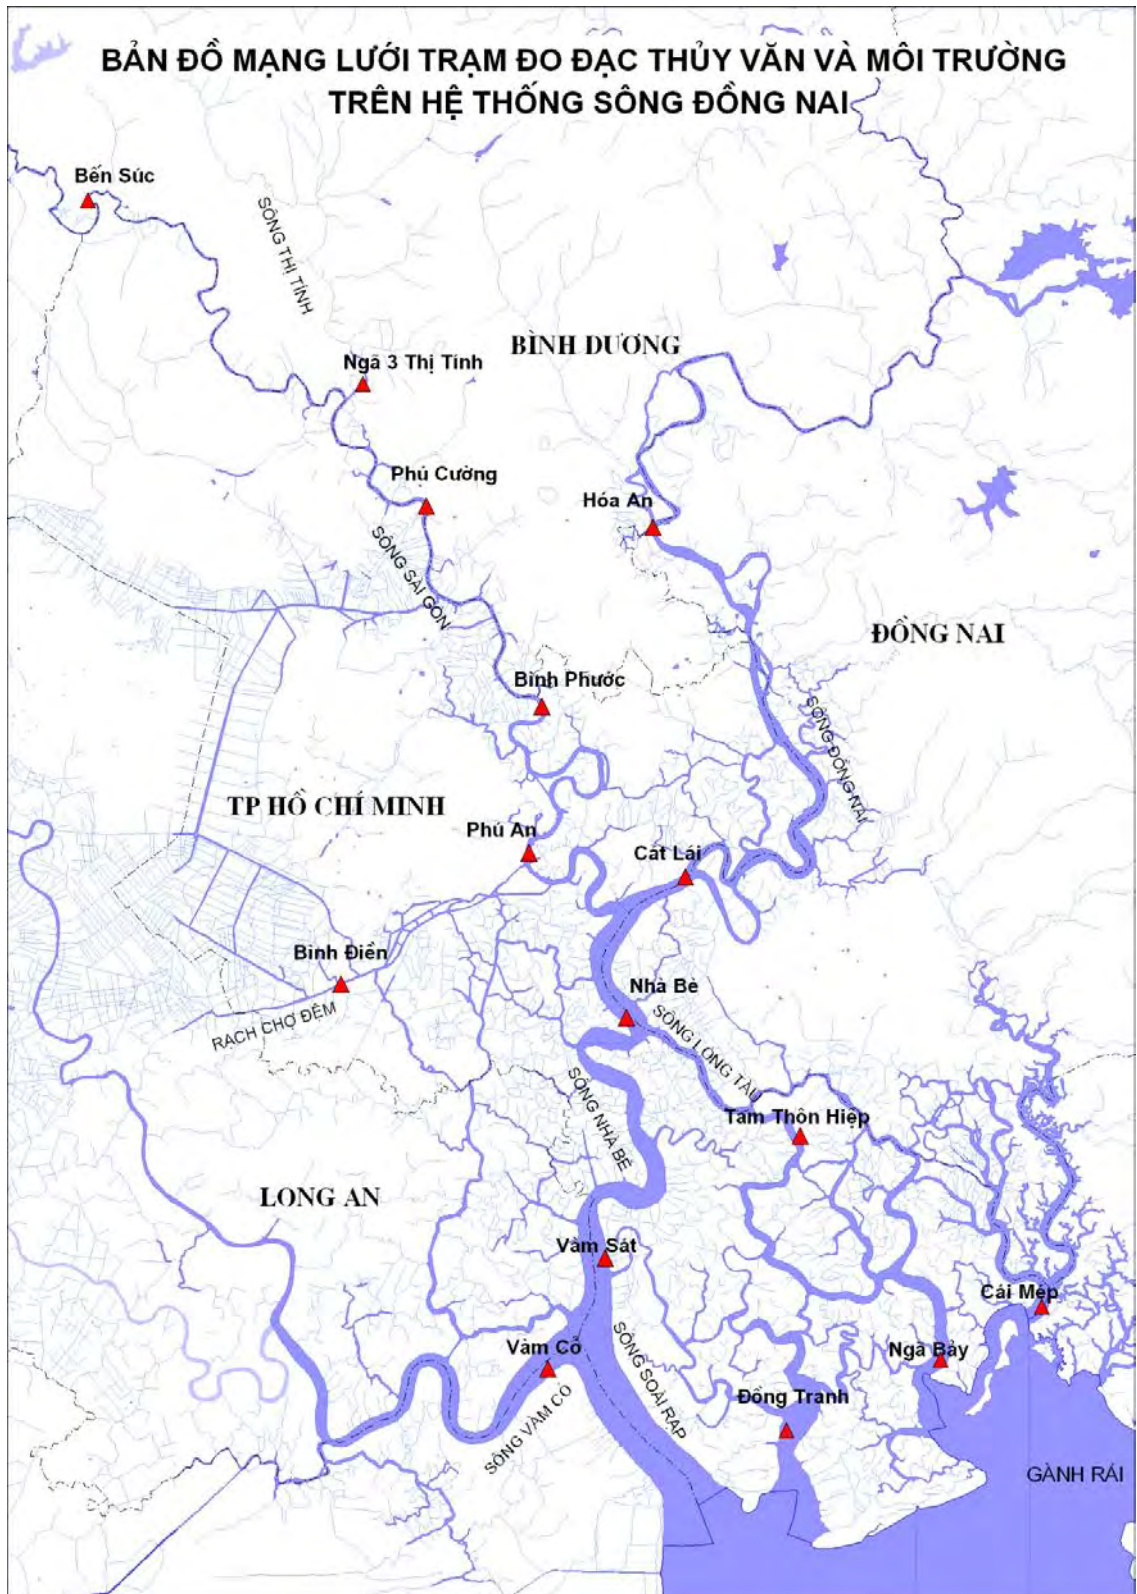 BẢN ĐỒ MẠNG LƯỚI TRẠM ĐO ĐẠC THỦY VĂN VÀ MÔI TRƯỜNG
TRÊN HỆ THỐNG SÔNG ĐỒNG NAI
Bến Súc
SÔNG THỊ TÍNH
BÌNH DƯƠNG
Ngã 3 Thị Tính
Phú Cường
Hóa An
SÔNG SÀI GÒN
ĐỒNG NAI
Bình Phước
SÔNG ĐỒNG NAI
TP HỒ CHÍ MINH
Phú An
Cát Lái
Bình Điền
Nhà Bè
RẠCH CHỢ ĐỆM
SÔNG LÒNG TÀU
SÔNG NHÀ BÈ
Tam Thôn Hiệp
LONG AN
Vàm Sát
Cái Mép
Vàm Cỏ
Ngã Bảy
SÔNG SOÀI RẠP
Đồng Tranh
SÔNG VÀM CỎ
GÀNH RÁI